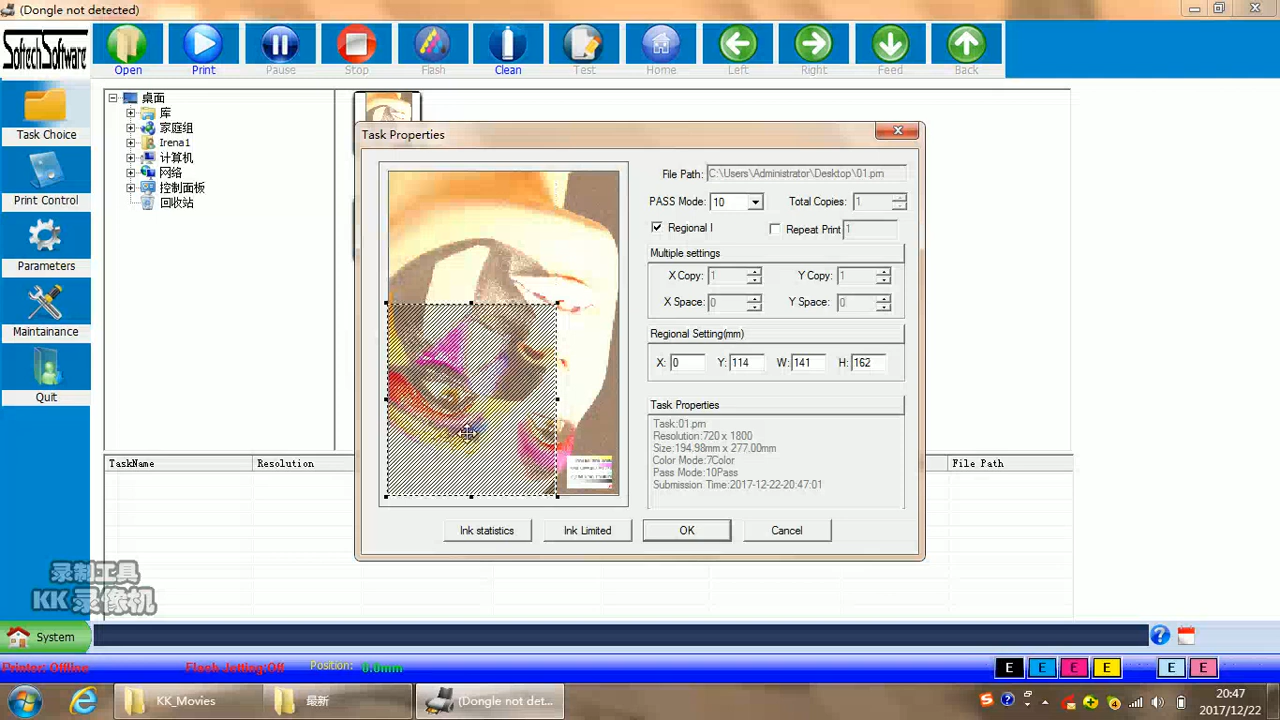 (Dongle not detected)
SoftechSoftware
Open
Print
Pause
Stop
Flash
Clean
Test
Home
Left
Right
Feed
Back
Task Choice
Print Control
Parameters
Maintainance
Quit
桌面
库
家庭组
Irena1
计算机
网络
控制面板
回收站
Task Properties
File Path: C:\Users\Administrator\Desktop\01.prn
PASS Mode: 10 Total Copies: 1
Regional I Repeat Print 1
Multiple settings
X Copy: 1 Y Copy: 1
X Space: 0 Y Space: 0
Regional Setting(mm)
X: 0 Y: 114 W: 141 H: 162
Task Properties
Task:01.prn
Resolution:720 x 1800
Size:194.98mm x 277.00mm
Color Mode:7Color
Pass Mode:10Pass
Submission Time:2017-12-22-20:47:01
Ink statistics Ink Limited OK Cancel
TaskName Resolution File Path
录制工具
KK录像机
System
Printer: Offline Flash Jetting:Off Position: 0.0mm
E E E E E E
KK_Movies 最新 (Dongle not det...
20:47
2017/12/22